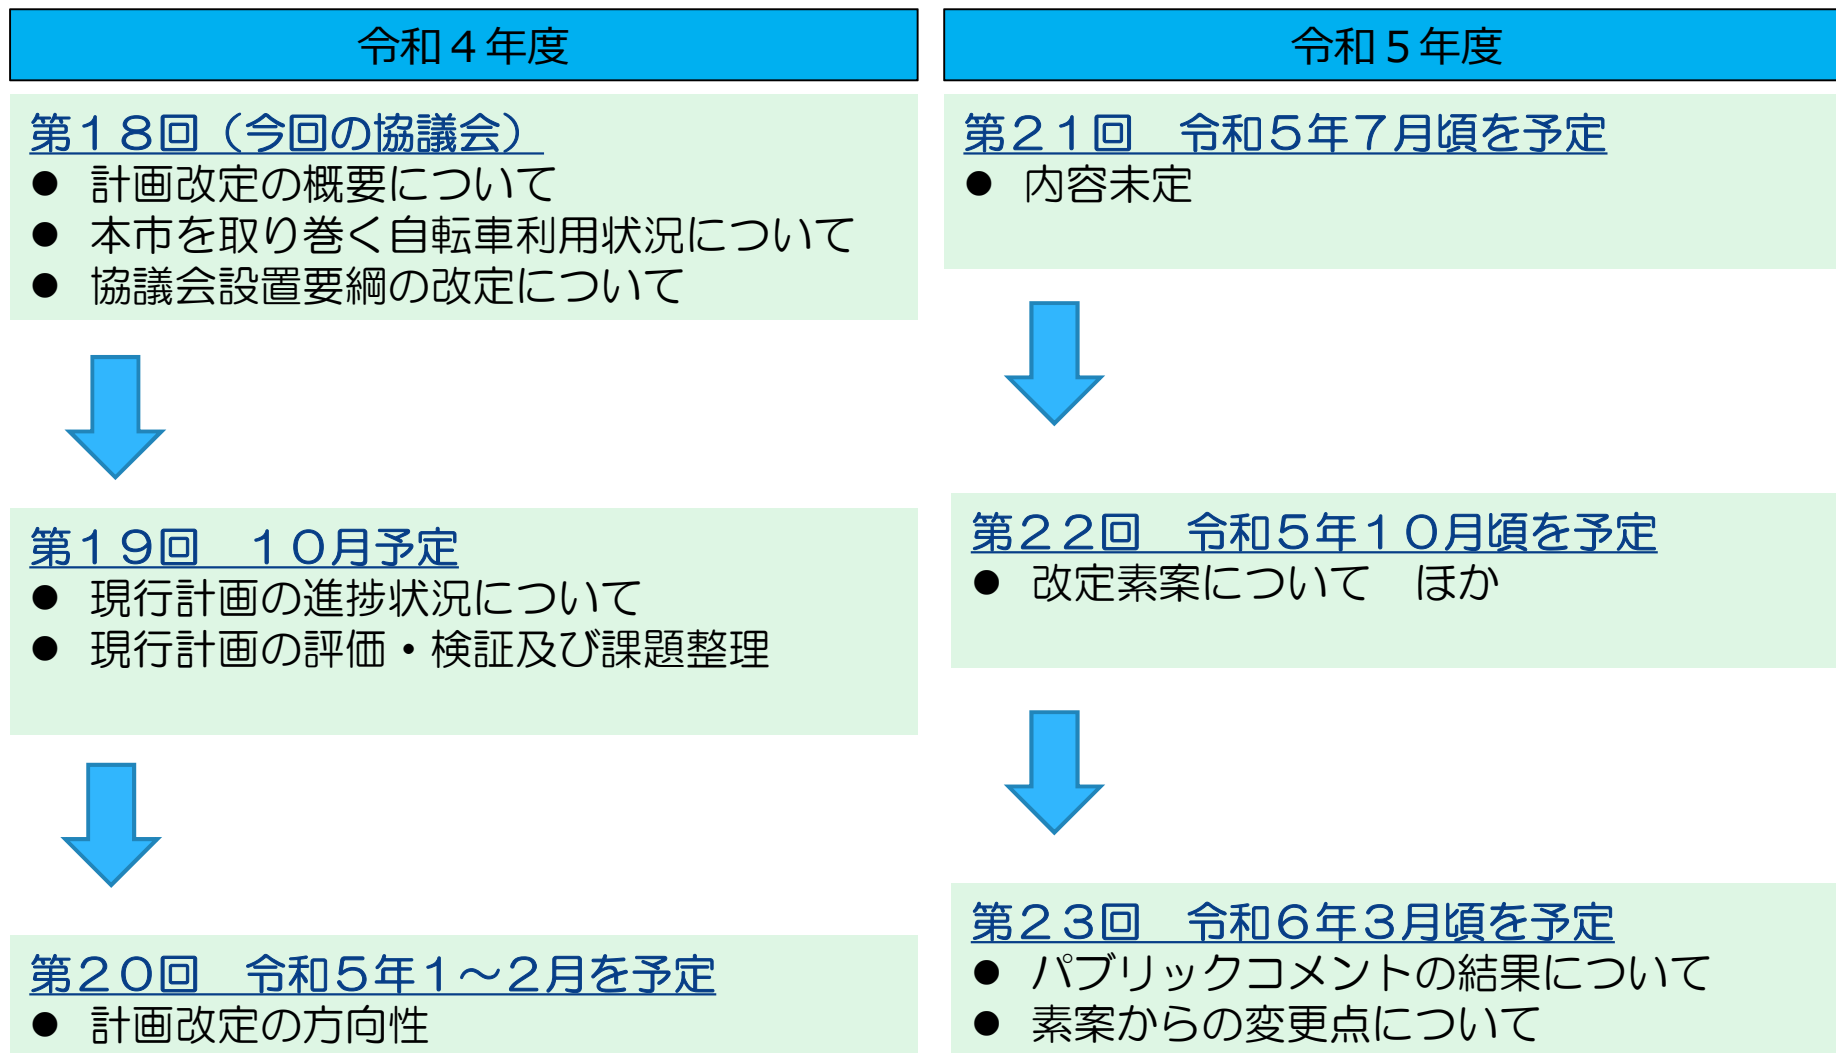 令和４年度
第１８回（今回の協議会）
● 計画改定の概要について
● 本市を取り巻く自転車利用状況について
● 協議会設置要綱の改定について
第１９回　１０月予定
● 現行計画の進捗状況について
● 現行計画の評価・検証及び課題整理
第２０回　令和５年１～２月を予定
● 計画改定の方向性
令和５年度
第２１回　令和５年７月頃を予定
● 内容未定
第２２回　令和５年１０月頃を予定
● 改定素案について　ほか
第２３回　令和６年３月頃を予定
● パブリックコメントの結果について
● 素案からの変更点について